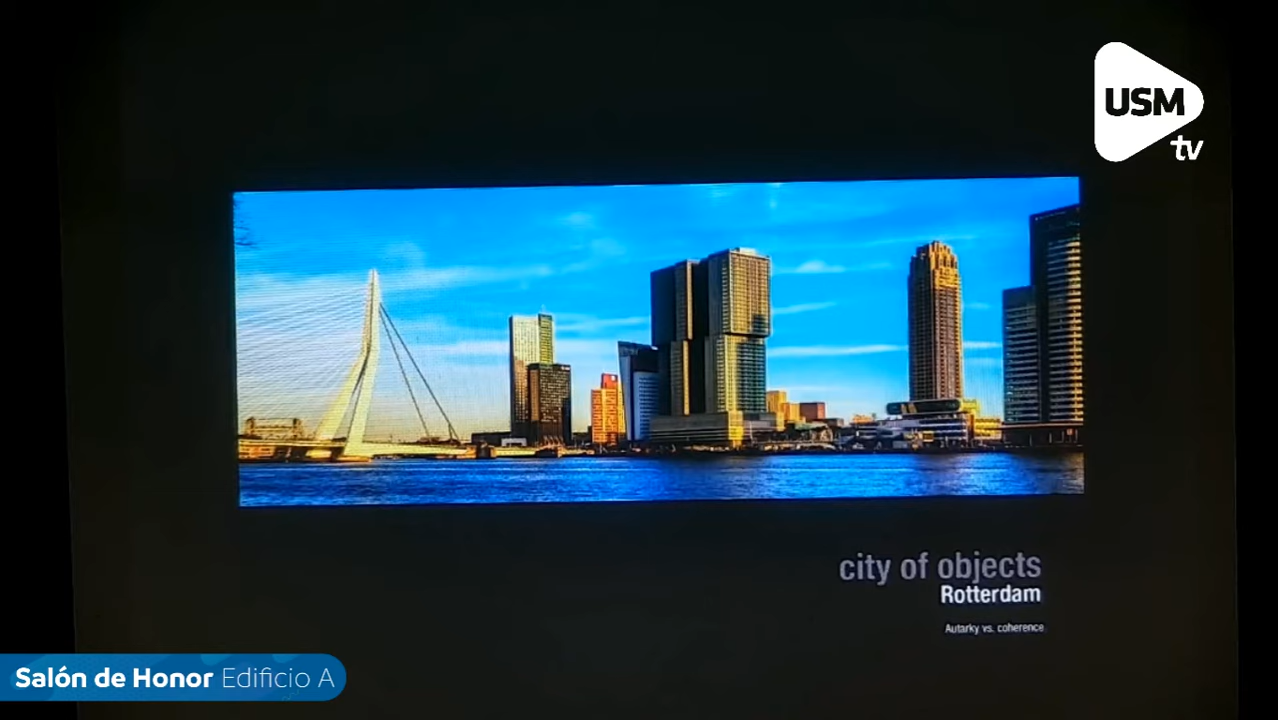 USM
tv
city of objects
Rotterdam
Autarky vs. coherence
Salón de Honor Edificio A